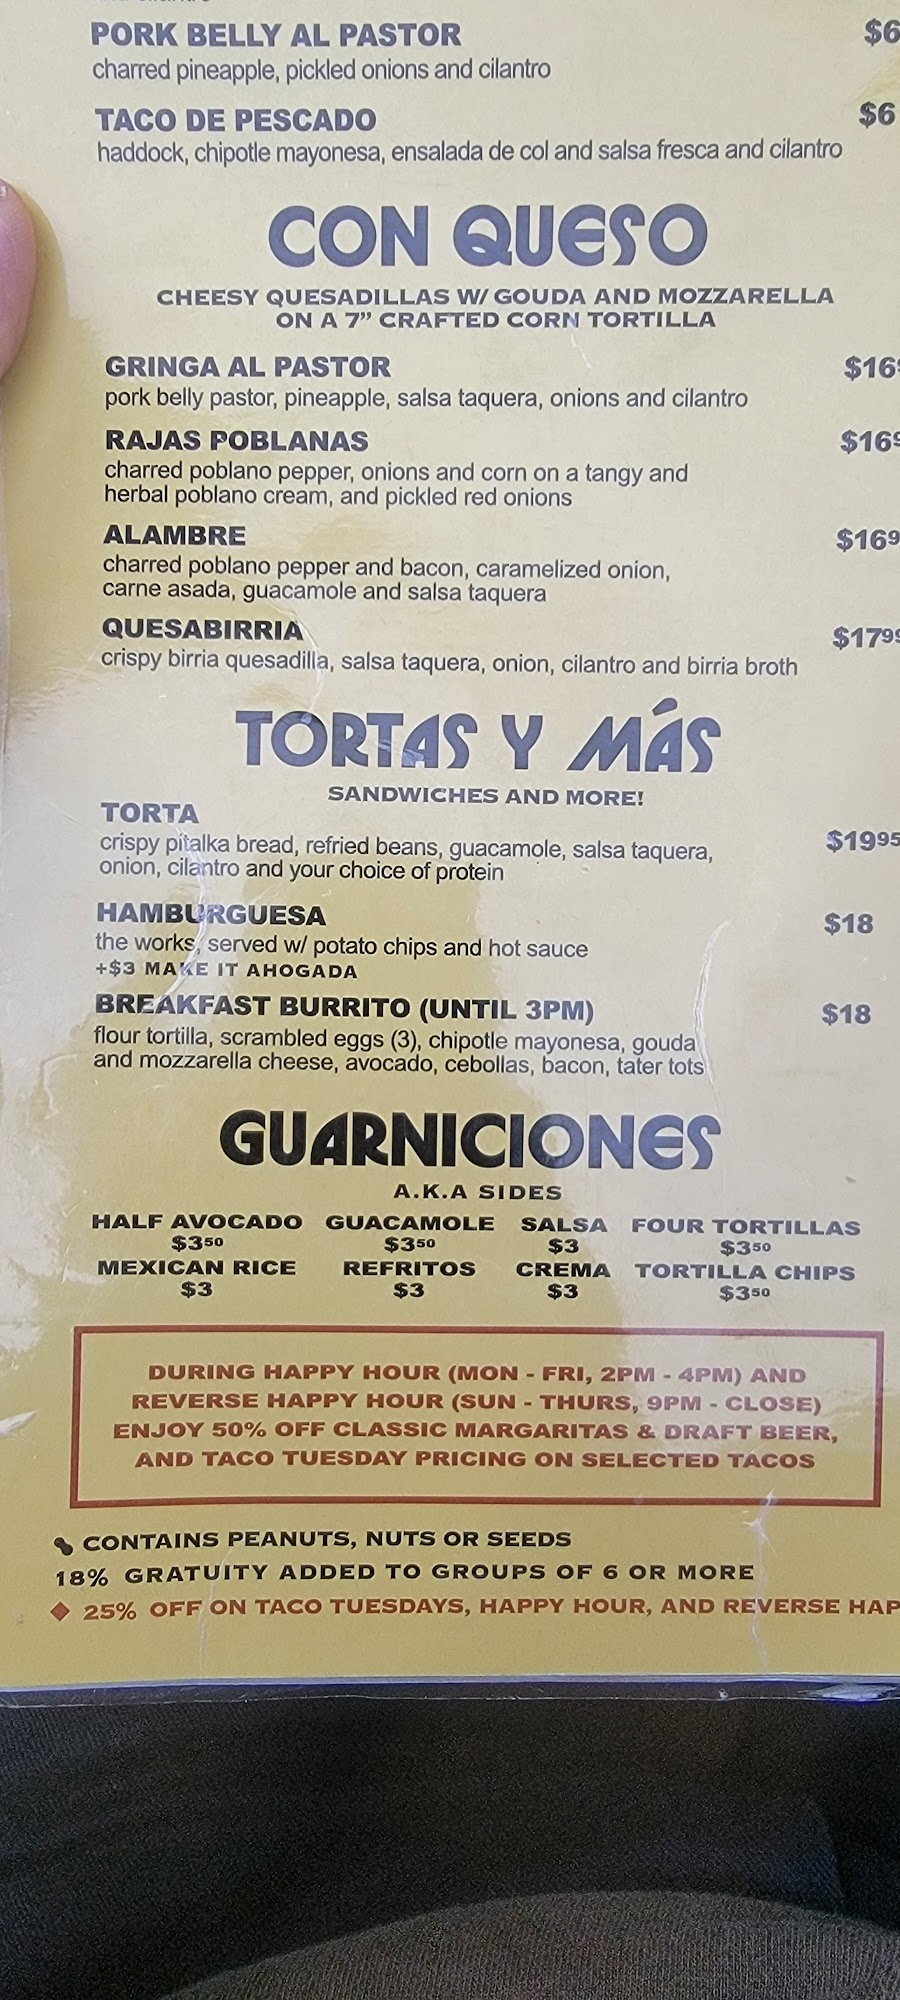 PORK BELLY AL PASTOR $6
charred pineapple, pickled onions and cilantro
TACO DE PESCADO $6
haddock, chipotle mayonesa, ensalada de col and salsa fresca and cilantro
CON QUESO
CHEESY QUESADILLAS W/ GOUDA AND MOZZARELLA
ON A 7” CRAFTED CORN TORTILLA
GRINGA AL PASTOR $169
pork belly pastor, pineapple, salsa taquera, onions and cilantro
RAJAS POBLANAS $169
charred poblano pepper, onions and corn on a tangy and
herbal poblano cream, and pickled red onions
ALAMBRE $169
charred poblano pepper and bacon, caramelized onion,
carne asada, guacamole and salsa taquera
QUESABIRRIA $1799
crispy birria quesadilla, salsa taquera, onion, cilantro and birria broth
TORTAS Y MÁS
SANDWICHES AND MORE!
TORTA $1995
crispy pitalka bread, refried beans, guacamole, salsa taquera,
onion, cilantro and your choice of protein
HAMBURGUESA $18
the works, served w/ potato chips and hot sauce
+$3 MAKE IT AHOGADA
BREAKFAST BURRITO (UNTIL 3PM) $18
flour tortilla, scrambled eggs (3), chipotle mayonesa, gouda
and mozzarella cheese, avocado, cebollas, bacon, tater tots
GUARNICIONES
A.K.A SIDES
HALF AVOCADO GUACAMOLE SALSA FOUR TORTILLAS
$350 $350 $3 $350
MEXICAN RICE REFRITOS CREMA TORTILLA CHIPS
$3 $3 $3 $350
DURING HAPPY HOUR (MON - FRI, 2PM - 4PM) AND
REVERSE HAPPY HOUR (SUN - THURS, 9PM - CLOSE)
ENJOY 50% OFF CLASSIC MARGARITAS & DRAFT BEER,
AND TACO TUESDAY PRICING ON SELECTED TACOS
CONTAINS PEANUTS, NUTS OR SEEDS
18% GRATUITY ADDED TO GROUPS OF 6 OR MORE
25% OFF ON TACO TUESDAYS, HAPPY HOUR, AND REVERSE HAP